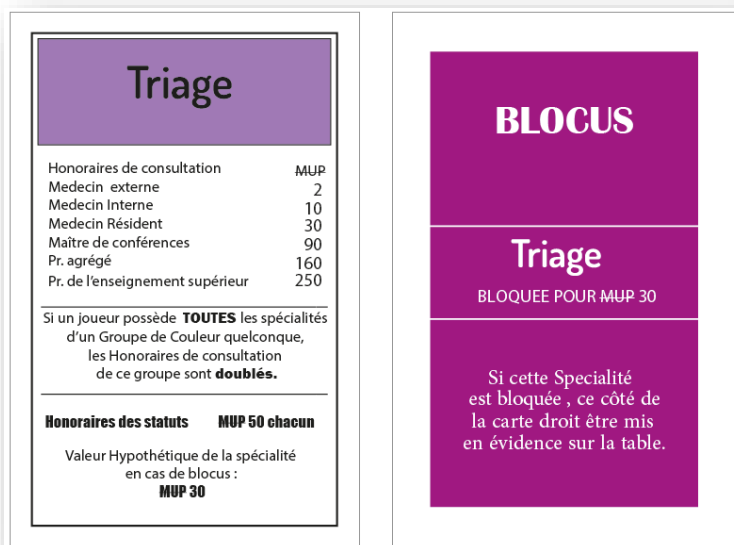 Triage
Honoraires de consultation MUP
Medecin externe 2
Medecin Interne 10
Medecin Résident 30
Maître de conférences 90
Pr. agrégé 160
Pr. de l'enseignement supérieur 250
Si un joueur possède TOUTES les spécialités
d'un Groupe de Couleur quelconque,
les Honoraires de consultation
de ce groupe sont doublés.
Honoraires des statuts MUP 50 chacun
Valeur Hypothétique de la spécialité
en cas de blocus :
MUP 30
BLOCUS
Triage
BLOQUEE POUR MUP 30
Si cette Specialité
est bloquée , ce côté de
la carte droit être mis
en évidence sur la table.